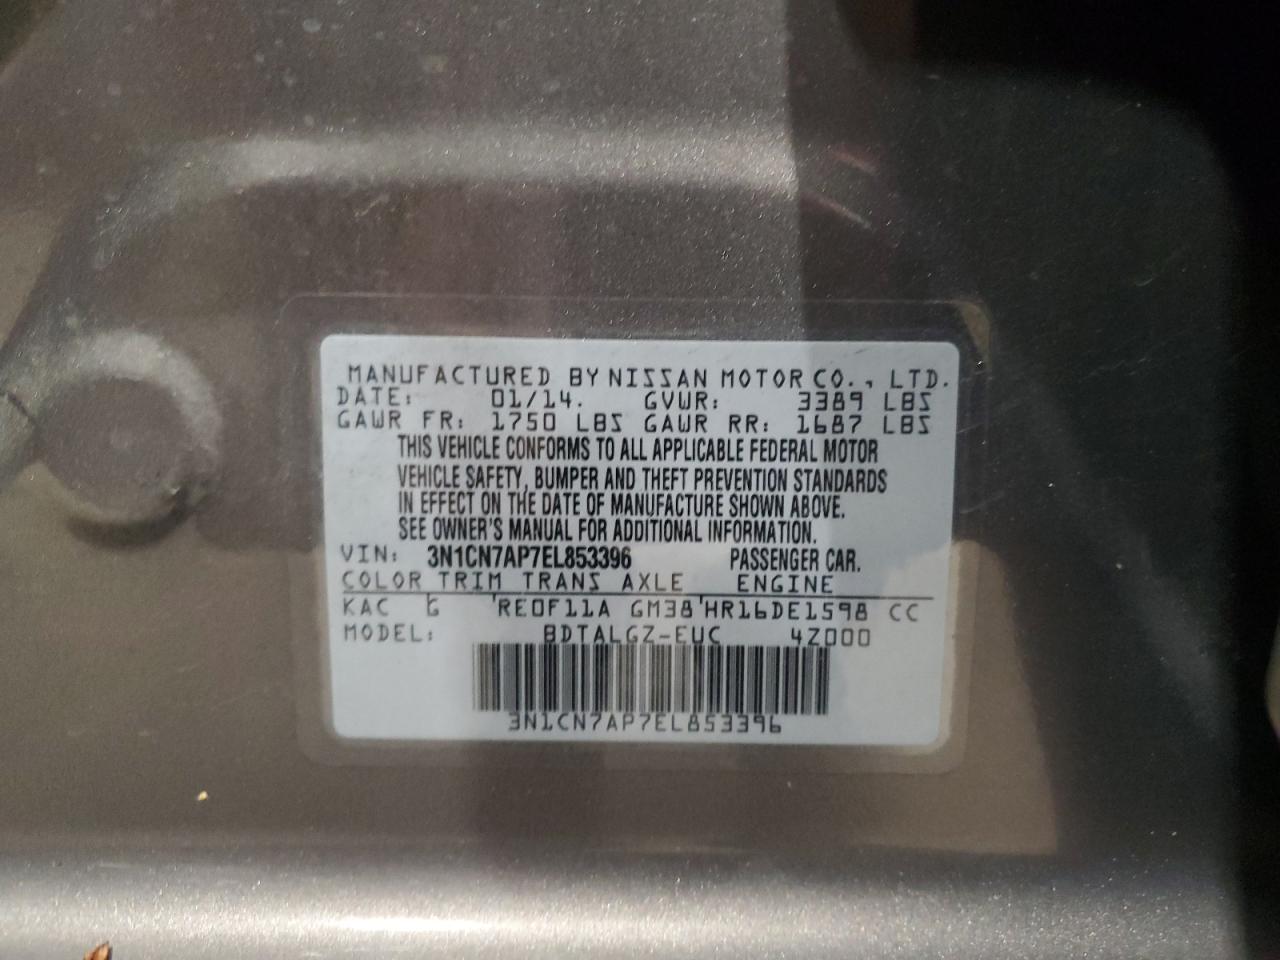 MANUFACTURED BY NISSAN MOTOR CO., LTD.
DATE: 01/14. GVWR: 3389 LBS
GAWR FR: 1750 LBS GAWR RR: 1687 LBS
THIS VEHICLE CONFORMS TO ALL APPLICABLE FEDERAL MOTOR
VEHICLE SAFETY, BUMPER AND THEFT PREVENTION STANDARDS
IN EFFECT ON THE DATE OF MANUFACTURE SHOWN ABOVE.
SEE OWNER'S MANUAL FOR ADDITIONAL INFORMATION.
VIN: 3N1CN7AP7EL853396 PASSENGER CAR.
COLOR TRIM TRANS AXLE ENGINE
KAC G RE0F11A GM38 HR16DE1598 CC
MODEL: BDTALGZ-EUC 4Z000
3N1CN7AP7EL853396